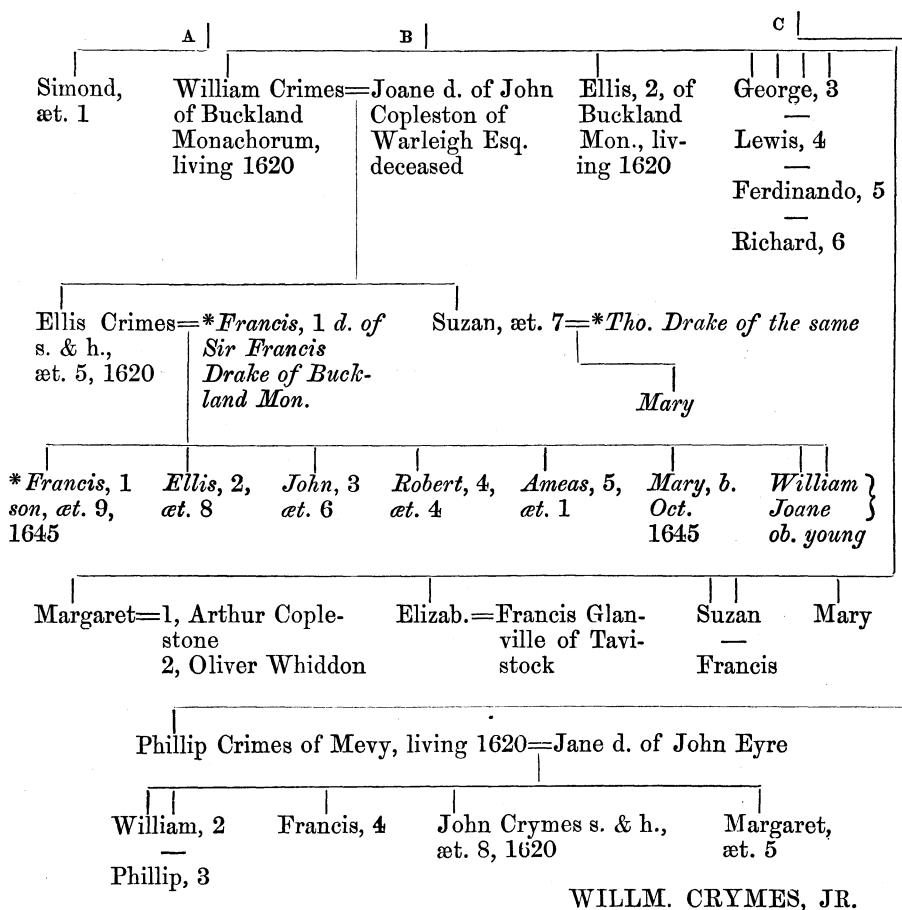 A B C
Simond,
æt. 1
William Crimes=
of Buckland
Monachorum,
living 1620
Joane d. of John
Copleston of
Warleigh Esq.
deceased
Ellis, 2, of
Buckland
Mon., liv-
ing 1620
George, 3
—
Lewis, 4
—
Ferdinando, 5
—
Richard, 6
Ellis Crimes=
s. & h.,
æt. 5, 1620
*Francis, 1 d. of
Sir Francis
Drake of Buck-
land Mon.
Suzan, æt. 7=*Tho. Drake of the same
Mary
*Francis, 1
son, æt. 9,
1645
Ellis, 2,
æt. 8
John, 3
æt. 6
Robert, 4,
æt. 4
Ameas, 5,
æt. 1
Mary, b.
Oct.
1645
William }
Joane
ob. young
Margaret=1, Arthur Cople-
stone
2, Oliver Whiddon
Elizab.=Francis Glan-
ville of Tavi-
stock
Suzan
—
Francis
Mary
Phillip Crimes of Mevy, living 1620=Jane d. of John Eyre
William, 2
—
Phillip, 3
Francis, 4
John Crymes s. & h.,
æt. 8, 1620
Margaret,
æt. 5
WILLM. CRYMES, JR.